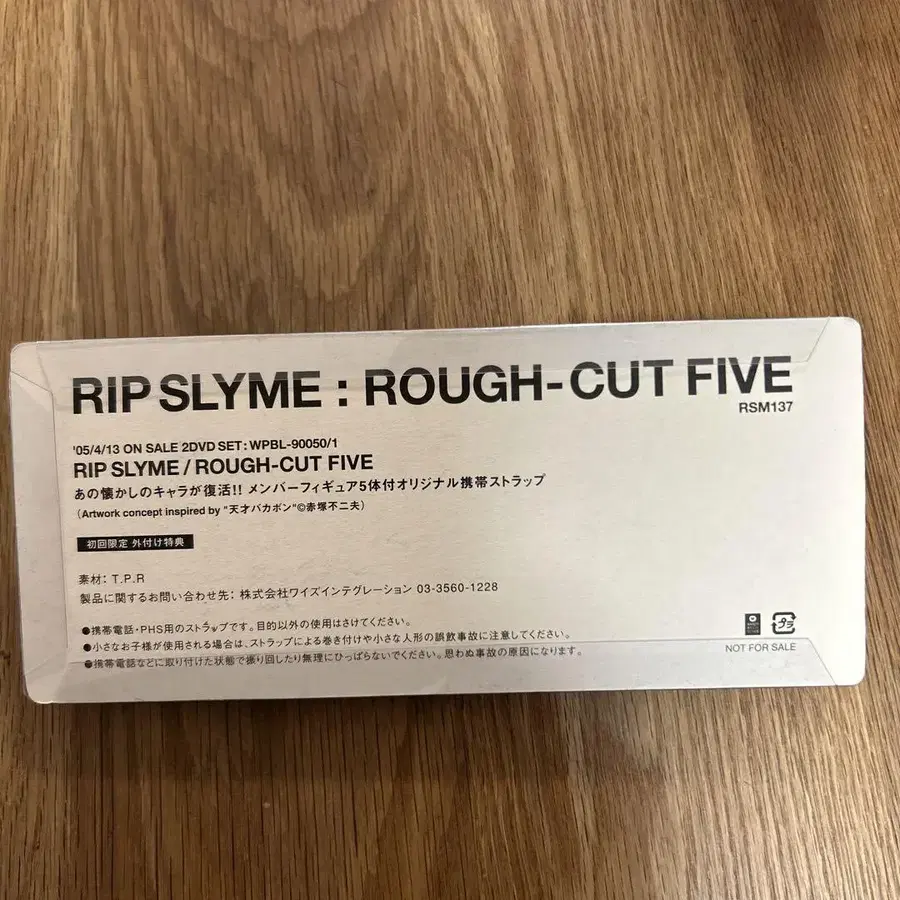 RIP SLYME : ROUGH-CUT FIVE
RSM137
'05/4/13 ON SALE 2DVD SET: WPBL-90050/1
RIP SLYME / ROUGH-CUT FIVE
あの懐かしのキャラが復活!! メンバーフィギュア5体付オリジナル携帯ストラップ
(Artwork concept inspired by "天才バカボン"©赤塚不二夫)
初回限定 外付け特典
素材: T.P.R
製品に関するお問い合わせ先: 株式会社ワイズインテグレーション 03-3560-1228
●携帯電話・PHS用のストラップです。目的以外の使用はさけてください。
●小さなお子様が使用される場合は、ストラップによる巻き付けや小さな人形の誤飲事故に注意してください。
●携帯電話などに取り付けた状態で振り回したり無理にひっぱらないでください。思わぬ事故の原因になります。
プラ
NOT FOR SALE